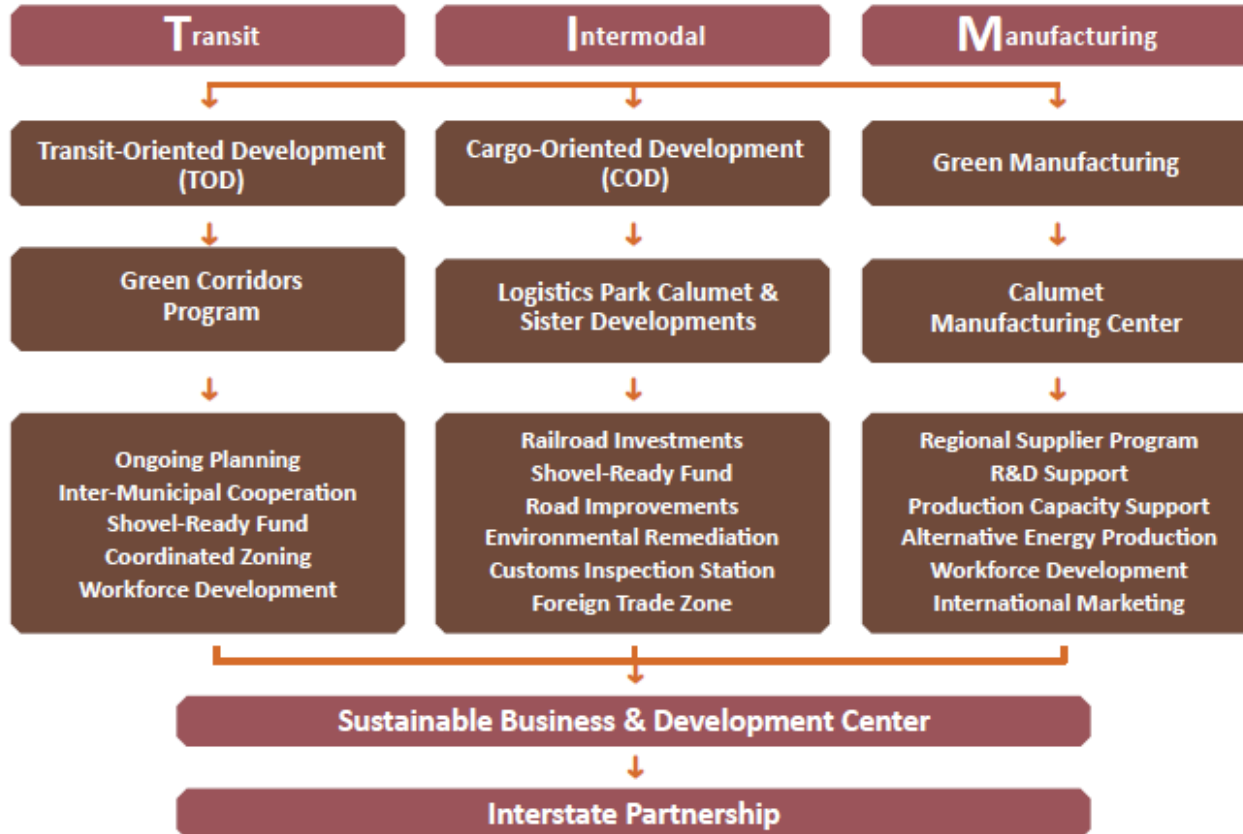 Transit
Intermodal
Manufacturing
Transit-Oriented Development
(TOD)
Cargo-Oriented Development
(COD)
Green Manufacturing
Green Corridors
Program
Logistics Park Calumet &
Sister Developments
Calumet
Manufacturing Center
Ongoing Planning
Inter-Municipal Cooperation
Shovel-Ready Fund
Coordinated Zoning
Workforce Development
Railroad Investments
Shovel-Ready Fund
Road Improvements
Environmental Remediation
Customs Inspection Station
Foreign Trade Zone
Regional Supplier Program
R&D Support
Production Capacity Support
Alternative Energy Production
Workforce Development
International Marketing
Sustainable Business & Development Center
Interstate Partnership